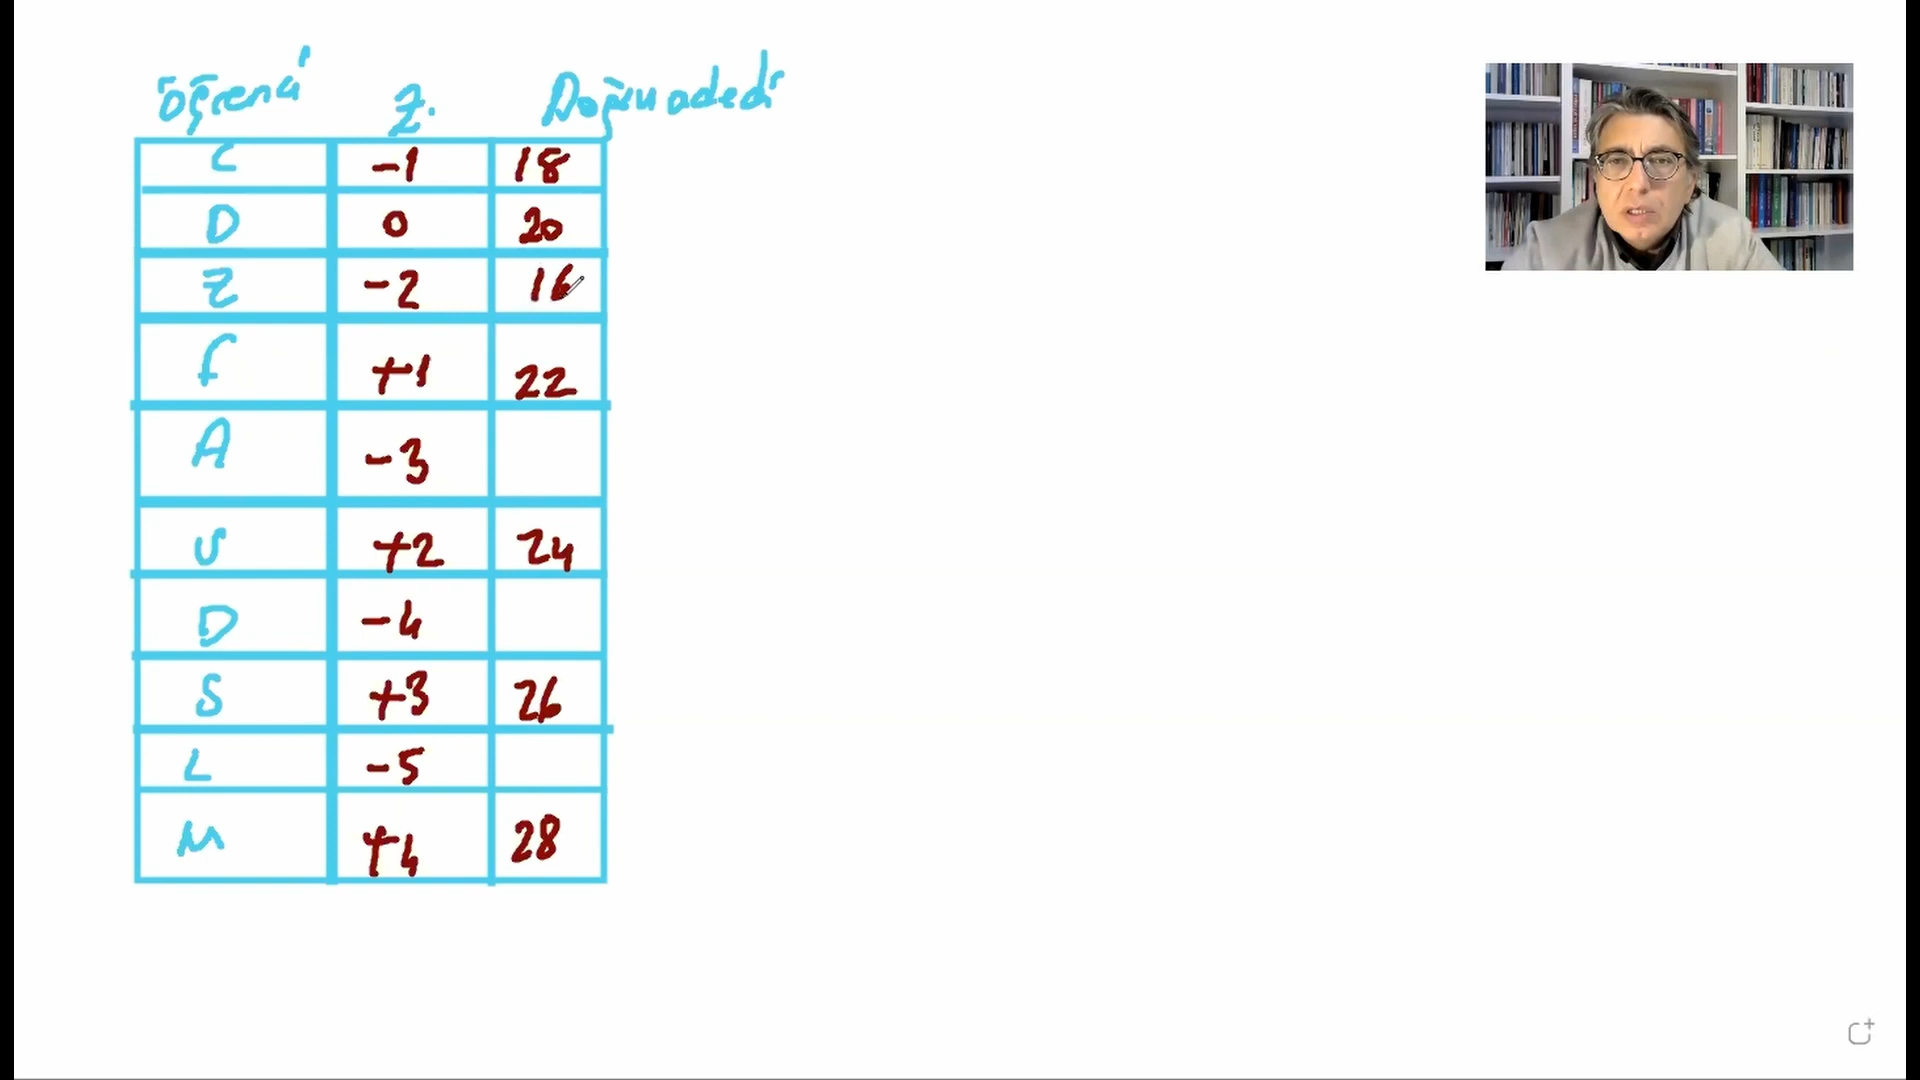 öğrenci Z. Doğru adedi
C -1 18
D 0 20
Z -2 16
F +1 22
A -3
U +2 24
D -4
S +3 26
L -5
M +4 28